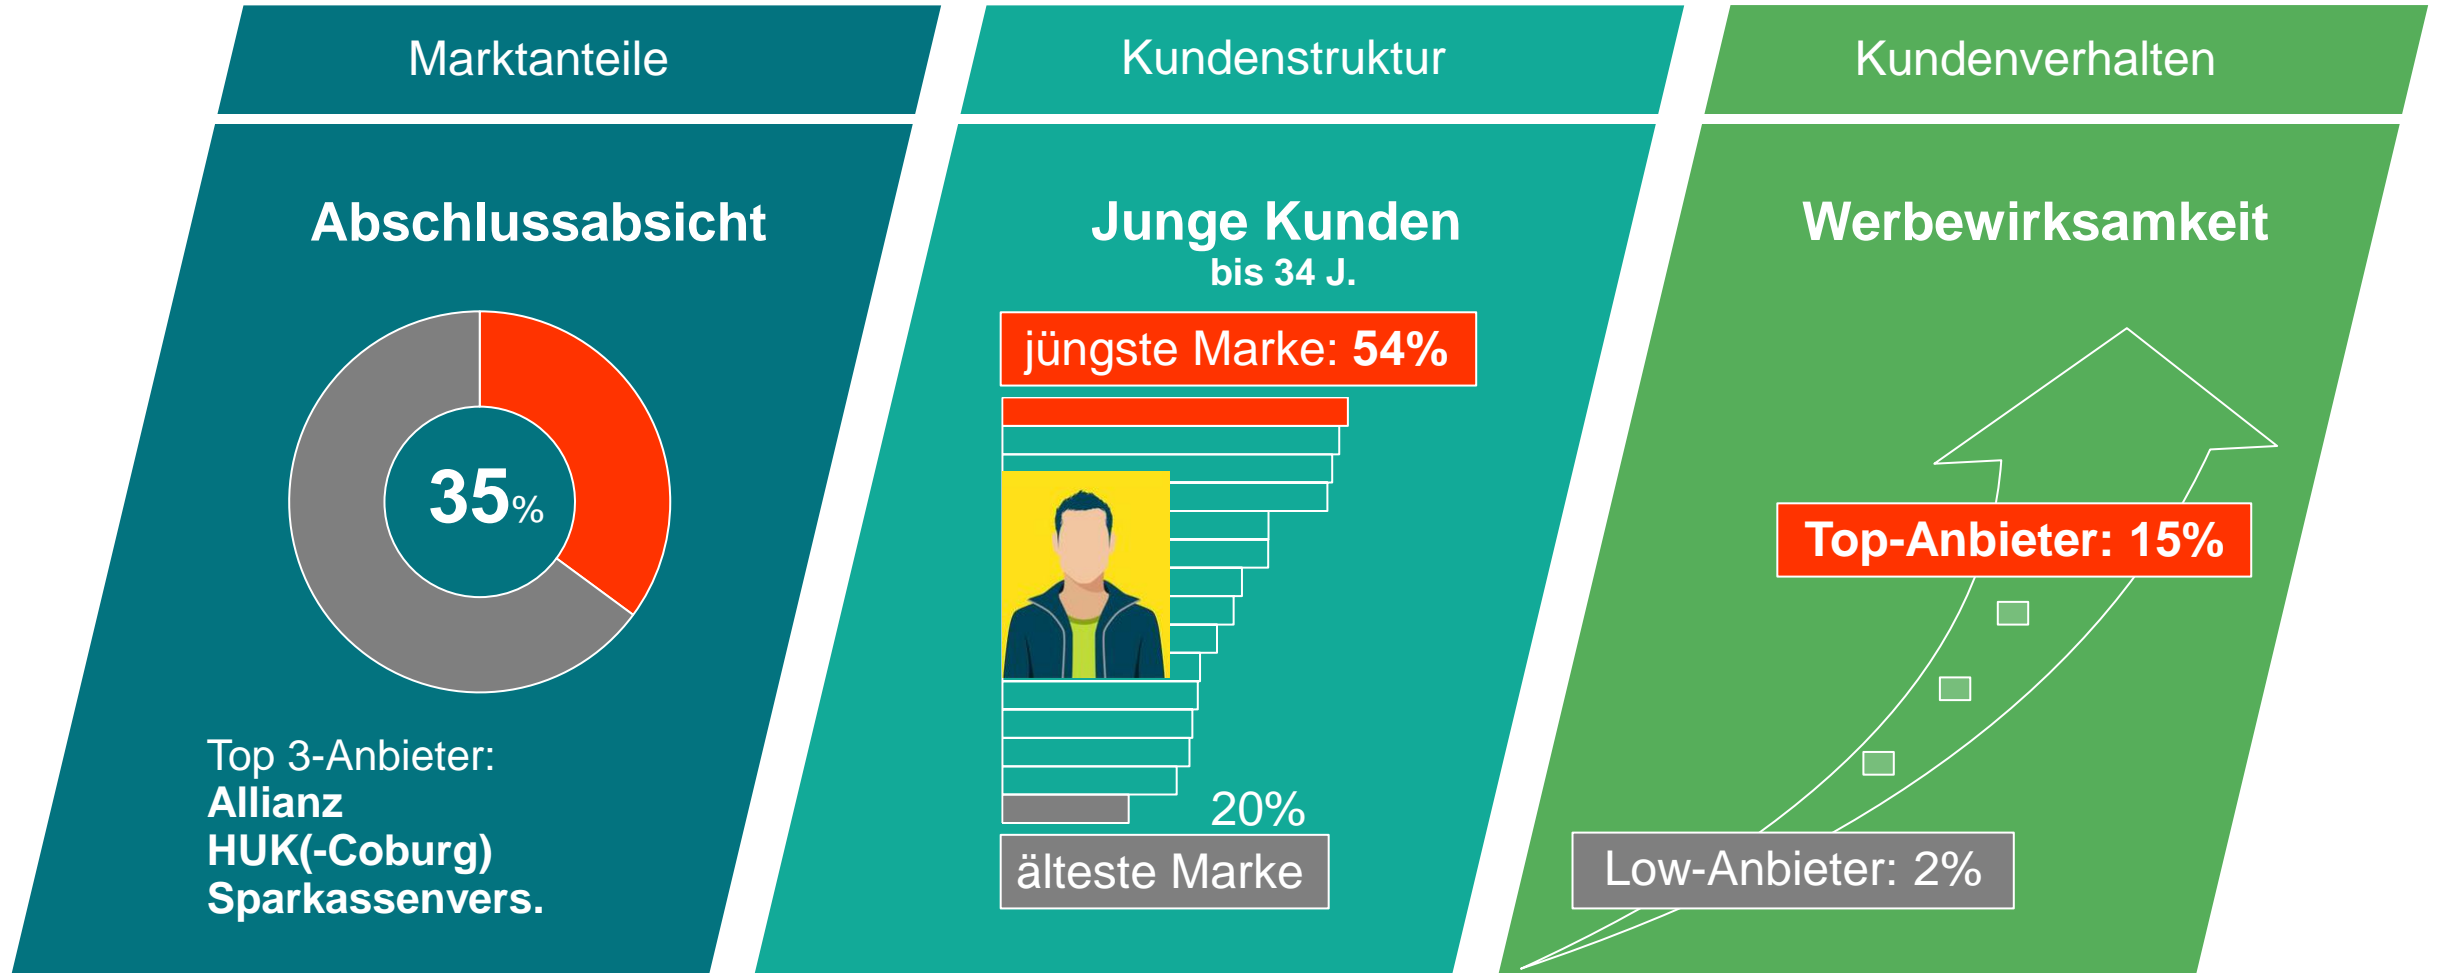 Marktanteile
Abschlussabsicht
35%
Top 3-Anbieter:
Allianz
HUK(-Coburg)
Sparkassenvers.
Kundenstruktur
Junge Kunden
bis 34 J.
jüngste Marke: 54%
20%
älteste Marke
Kundenverhalten
Werbewirksamkeit
Top-Anbieter: 15%
Low-Anbieter: 2%